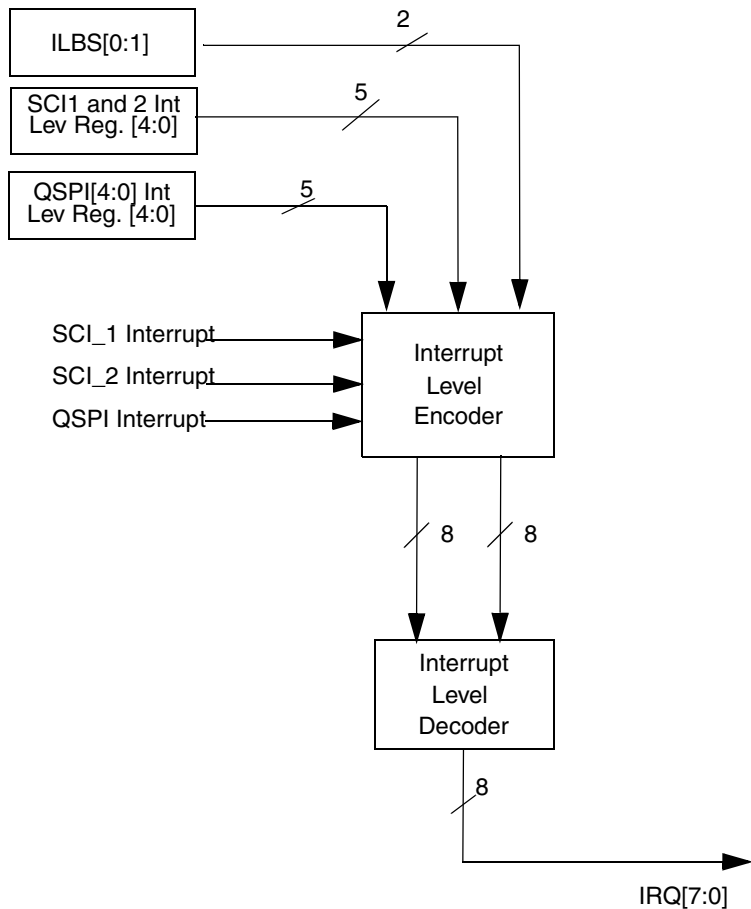 2
ILBS[0:1]
5
SCI1 and 2 Int
Lev Reg. [4:0]
5
QSPI[4:0] Int
Lev Reg. [4:0]
SCI_1 Interrupt
SCI_2 Interrupt
QSPI Interrupt
Interrupt
Level
Encoder
8
8
Interrupt
Level
Decoder
8
IRQ[7:0]